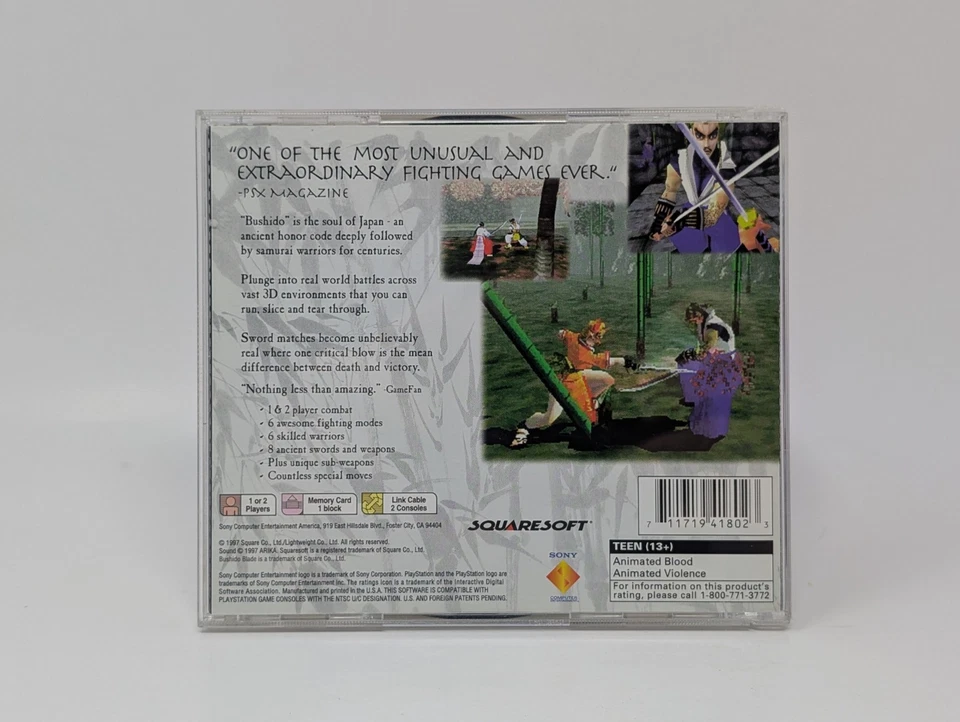 "ONE OF THE MOST UNUSUAL AND
EXTRAORDINARY FIGHTING GAMES EVER."
-PSX MAGAZINE
"Bushido" is the soul of Japan - an
ancient honor code deeply followed
by samurai warriors for centuries.
Plunge into real world battles across
vast 3D environments that you can
run, slice and tear through.
Sword matches become unbelievably
real where one critical blow is the mean
difference between death and victory.
"Nothing less than amazing." -GameFan
- 1 & 2 player combat
- 6 awesome fighting modes
- 6 skilled warriors
- 8 ancient swords and weapons
- Plus unique sub-weapons
- Countless special moves
1 or 2
Players
Memory Card
1 block
Link Cable
2 Consoles
Sony Computer Entertainment America, 919 East Hillsdale Blvd., Foster City, CA 94404
© 1997 Square Co., Ltd./Lightweight Co., Ltd. All rights reserved.
Sound © 1997 ARIKA. Squaresoft is a registered trademark of Square Co., Ltd.
Bushido Blade is a trademark of Square Co., Ltd.
Sony Computer Entertainment logo is a trademark of Sony Corporation. PlayStation and the PlayStation logo are
trademarks of Sony Computer Entertainment Inc. The ratings icon is a trademark of the Interactive Digital
Software Association. Manufactured and printed in the U.S.A. THIS SOFTWARE IS COMPATIBLE WITH
PLAYSTATION GAME CONSOLES WITH THE NTSC U/C DESIGNATION. U.S. AND FOREIGN PATENTS PENDING.
SQUARESOFT
SONY
COMPUTER
7 11719 41802 3
TEEN (13+)
Animated Blood
Animated Violence
For information on this product's
rating, please call 1-800-771-3772